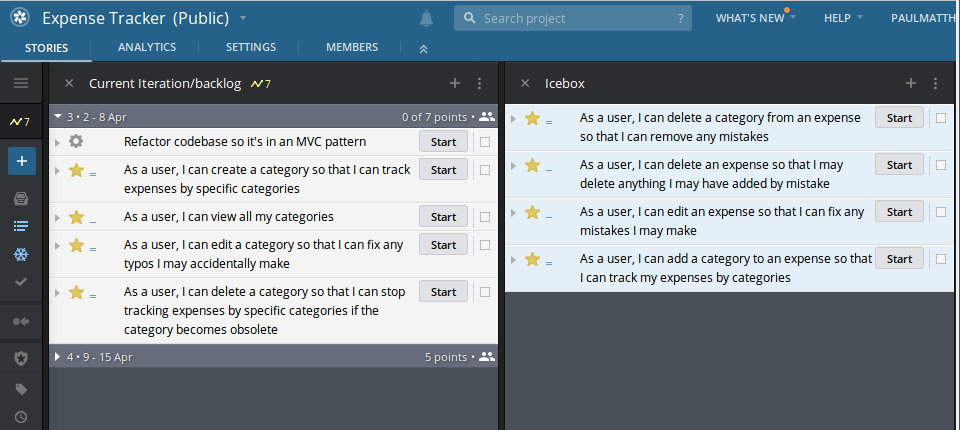 Expense Tracker (Public)
Search project
?
WHAT'S NEW
HELP
PAULMATTH
STORIES
ANALYTICS
SETTINGS
MEMBERS
Current Iteration/backlog
7
Icebox
7
3 • 2 - 8 Apr
0 of 7 points •
Refactor codebase so it's in an MVC pattern
Start
As a user, I can create a category so that I can track
expenses by specific categories
Start
As a user, I can view all my categories
Start
As a user, I can edit a category so that I can fix any
typos I may accidentally make
Start
As a user, I can delete a category so that I can stop
tracking expenses by specific categories if the
category becomes obsolete
Start
4 • 9 - 15 Apr
5 points •
As a user, I can delete a category from an expense
so that I can remove any mistakes
Start
As a user, I can delete an expense so that I may
delete anything I may have added by mistake
Start
As a user, I can edit an expense so that I can fix any
mistakes I may make
Start
As a user, I can add a category to an expense so that
I can track my expenses by categories
Start